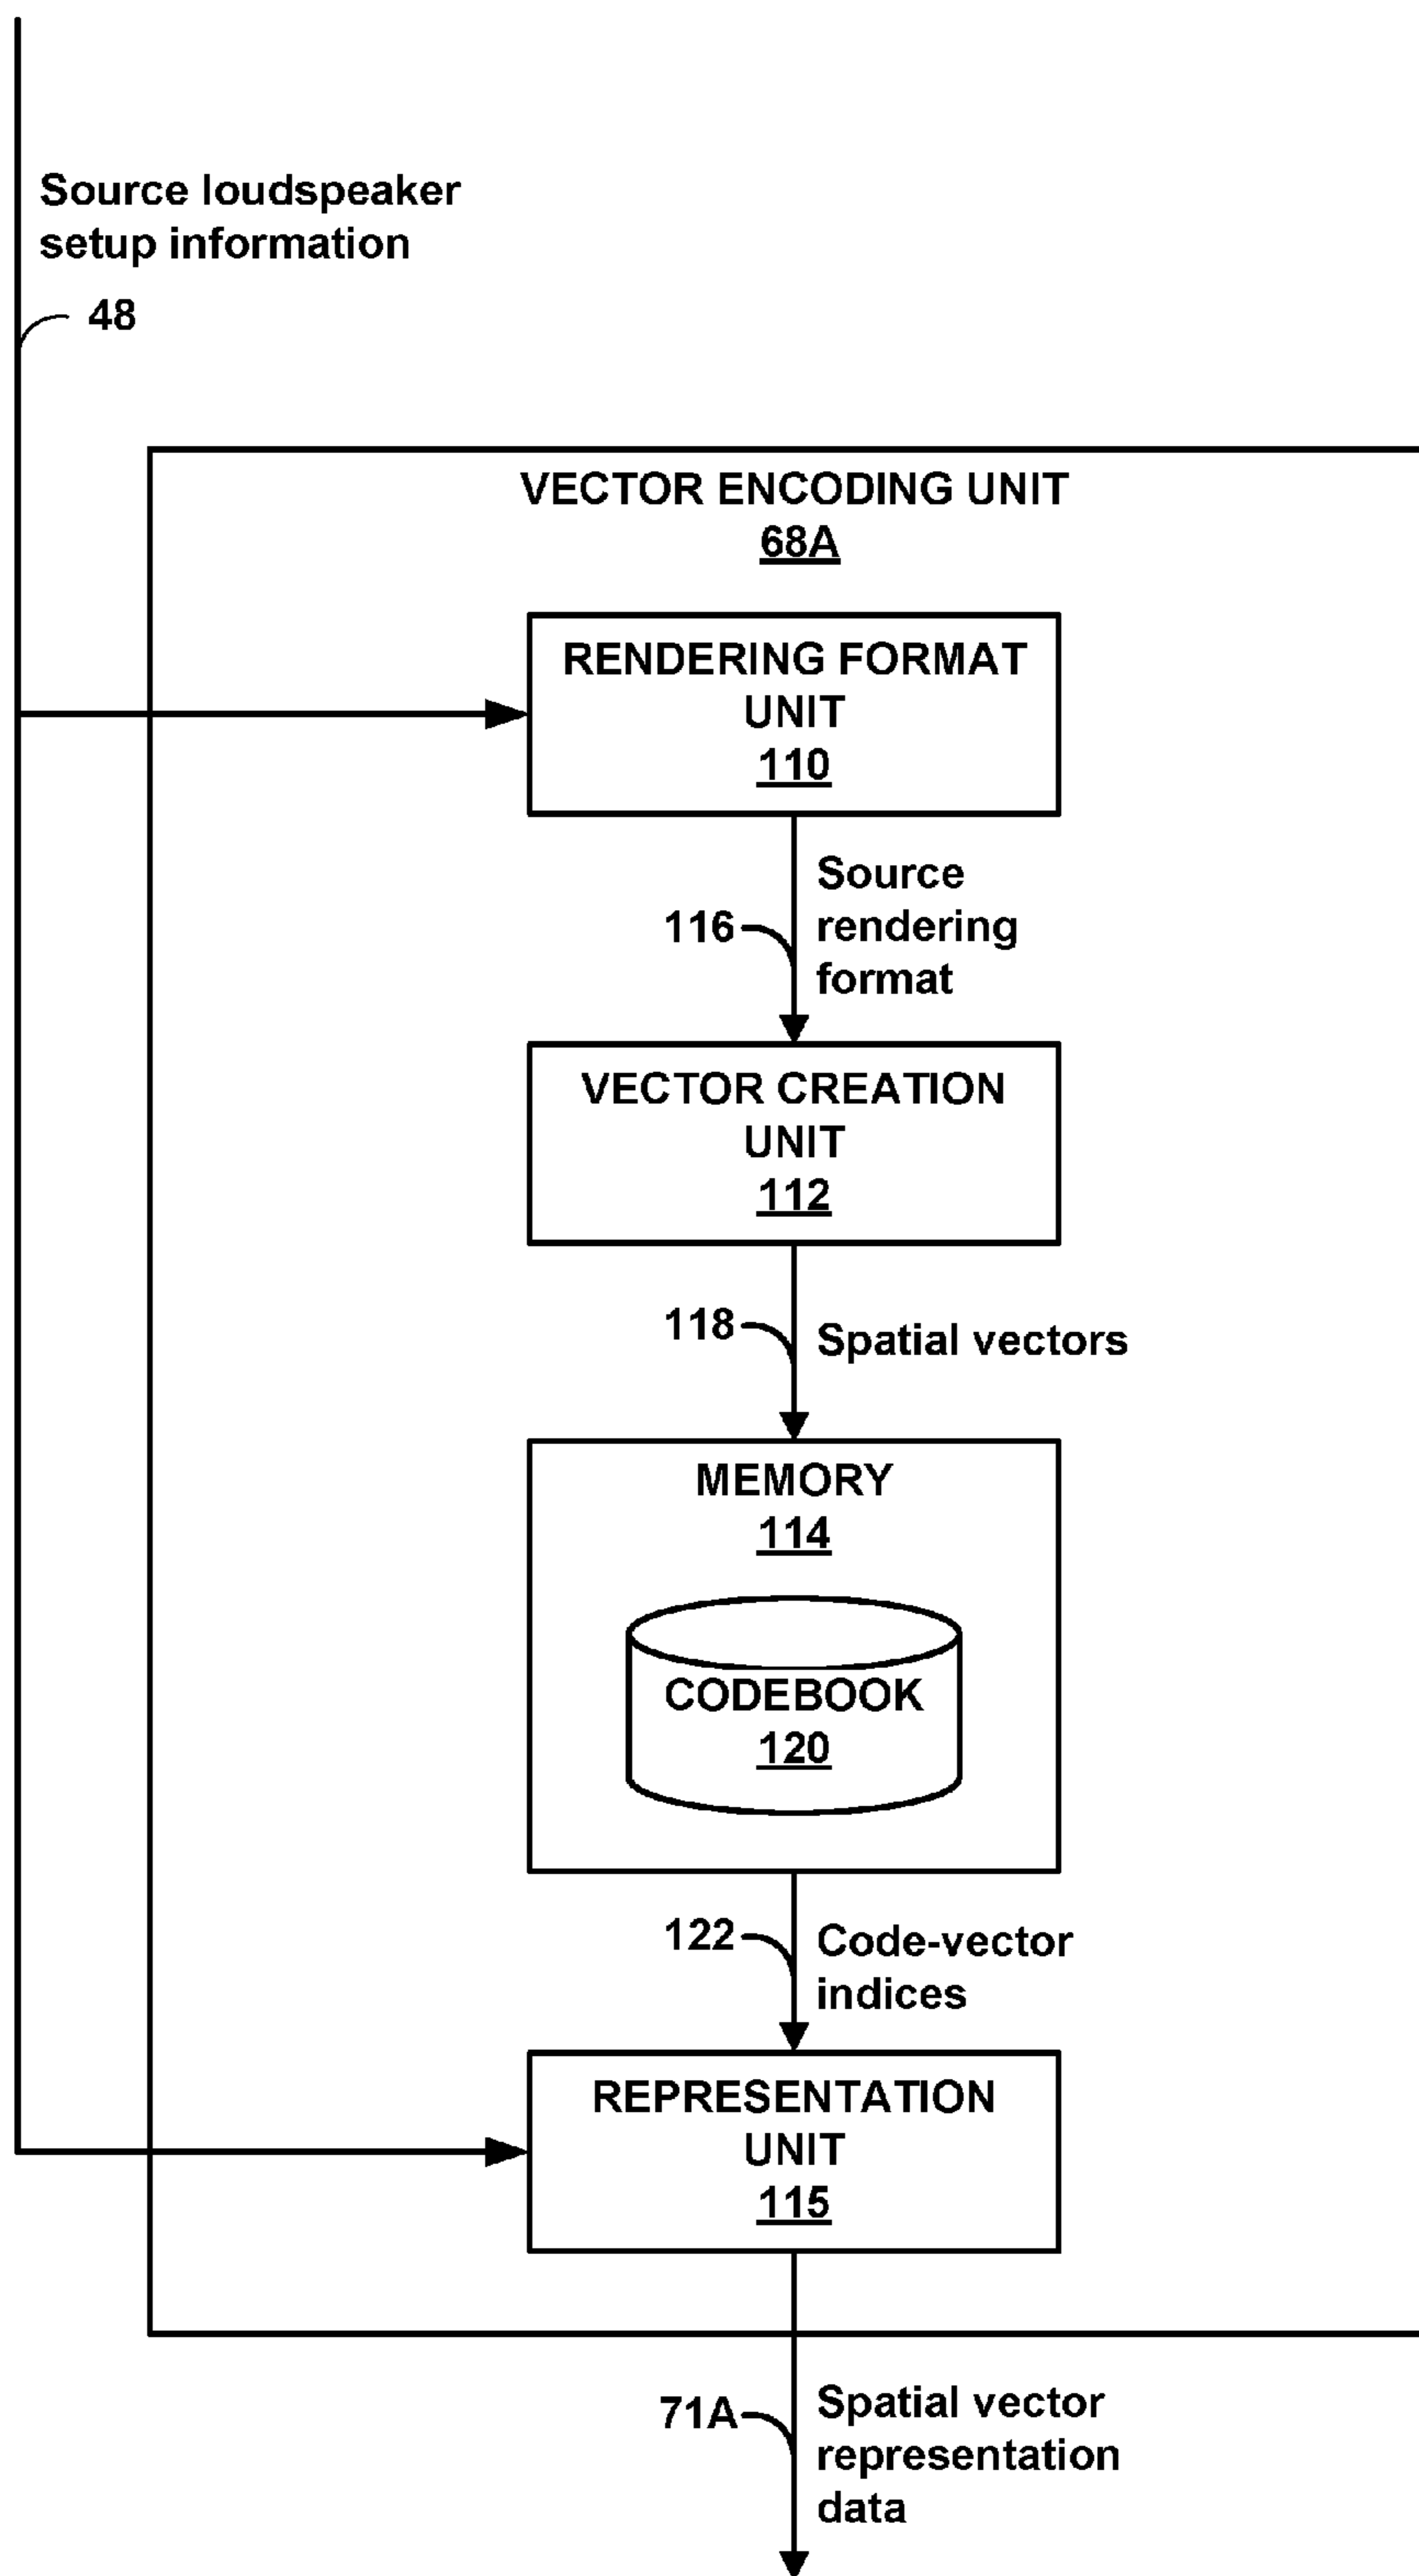 Source loudspeaker
setup information
48
VECTOR ENCODING UNIT
68A
RENDERING FORMAT
UNIT
110
116
Source
rendering
format
VECTOR CREATION
UNIT
112
118
Spatial vectors
MEMORY
114
CODEBOOK
120
122
Code-vector
indices
REPRESENTATION
UNIT
115
71A
Spatial vector
representation
data